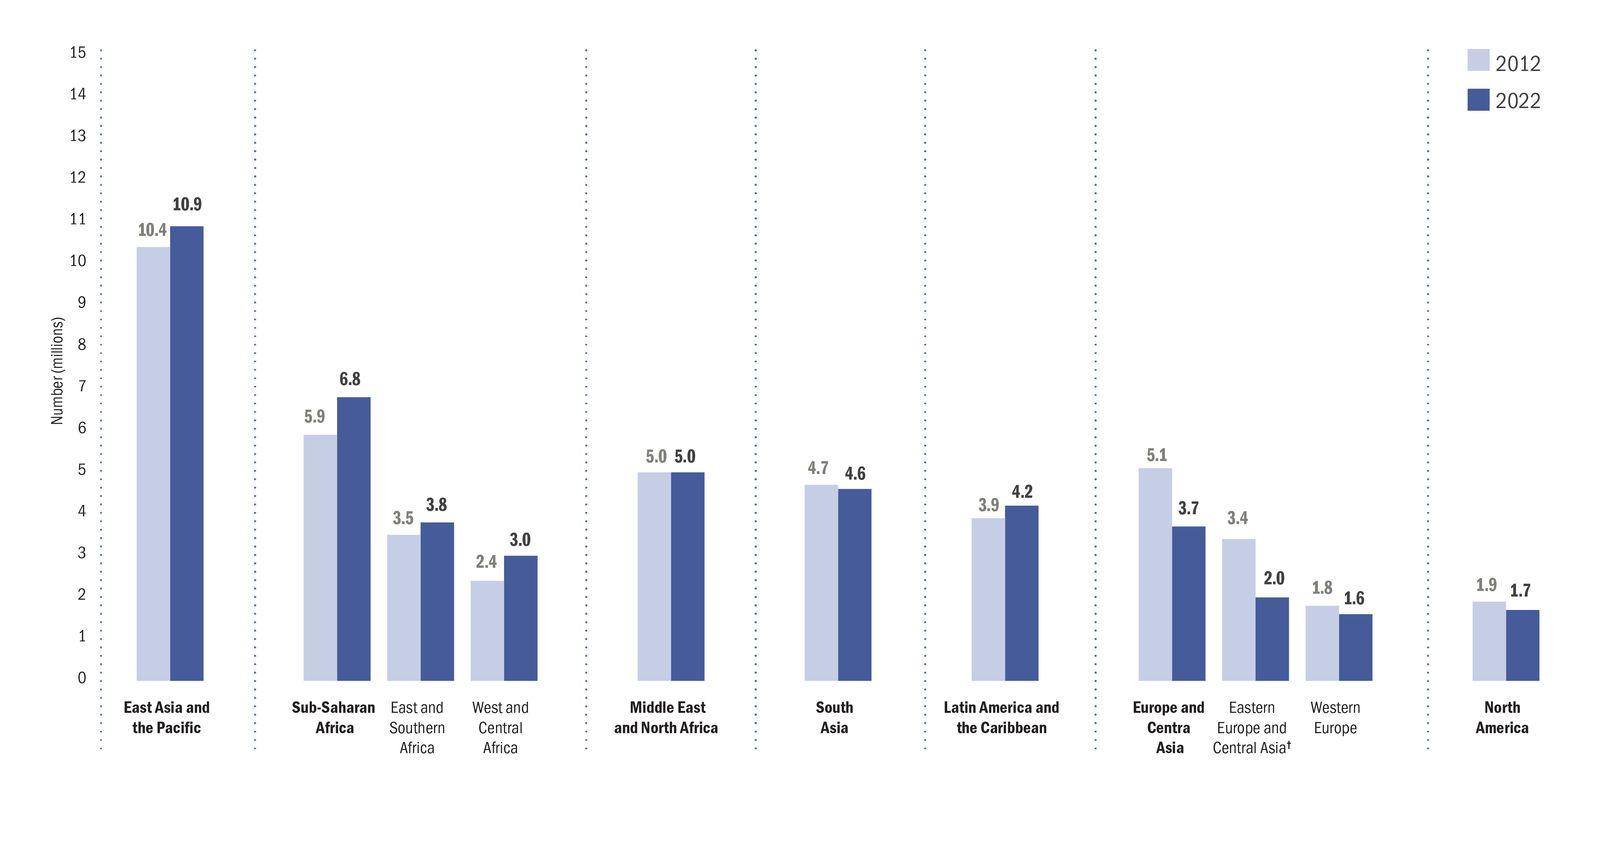 15
14
13
12
11
10
9
8
7
6
5
4
3
2
1
0
Number (millions)
2012
2022
10.4
10.9
5.9
6.8
3.5
3.8
2.4
3.0
5.0
5.0
4.7
4.6
3.9
4.2
5.1
3.7
3.4
2.0
1.8
1.6
1.9
1.7
East Asia and
the Pacific
Sub-Saharan
Africa
East and
Southern
Africa
West and
Central
Africa
Middle East
and North Africa
South
Asia
Latin America and
the Caribbean
Europe and
Centra
Asia
Eastern
Europe and
Central Asia†
Western
Europe
North
America